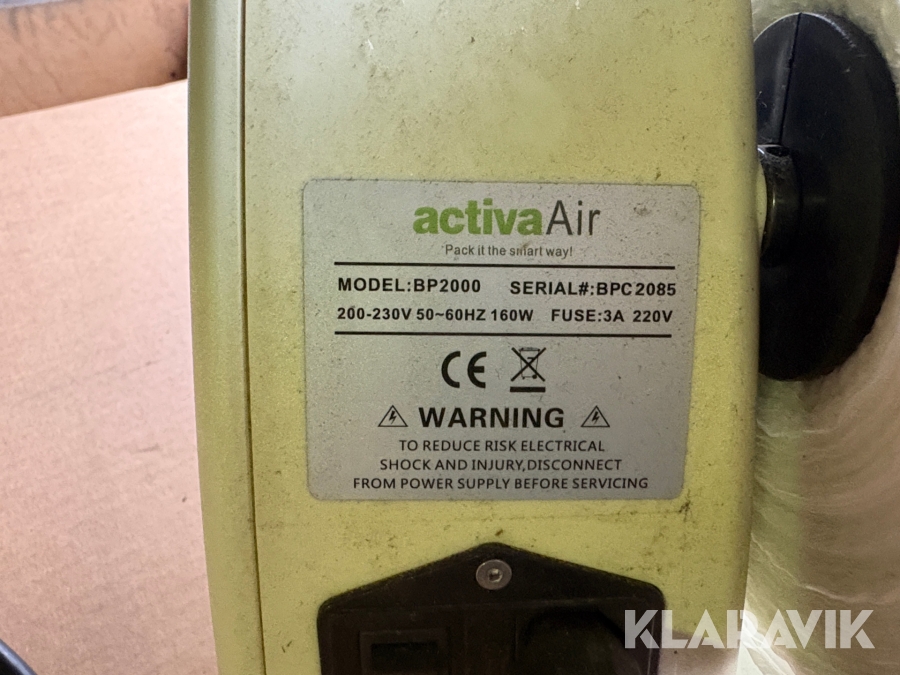 activaAir
Pack it the smart way!
MODEL:BP2000 SERIAL#:BPC2085
200-230V 50~60HZ 160W FUSE:3A 220V
CE
WARNING
TO REDUCE RISK ELECTRICAL
SHOCK AND INJURY,DISCONNECT
FROM POWER SUPPLY BEFORE SERVICING
KLARAVIK